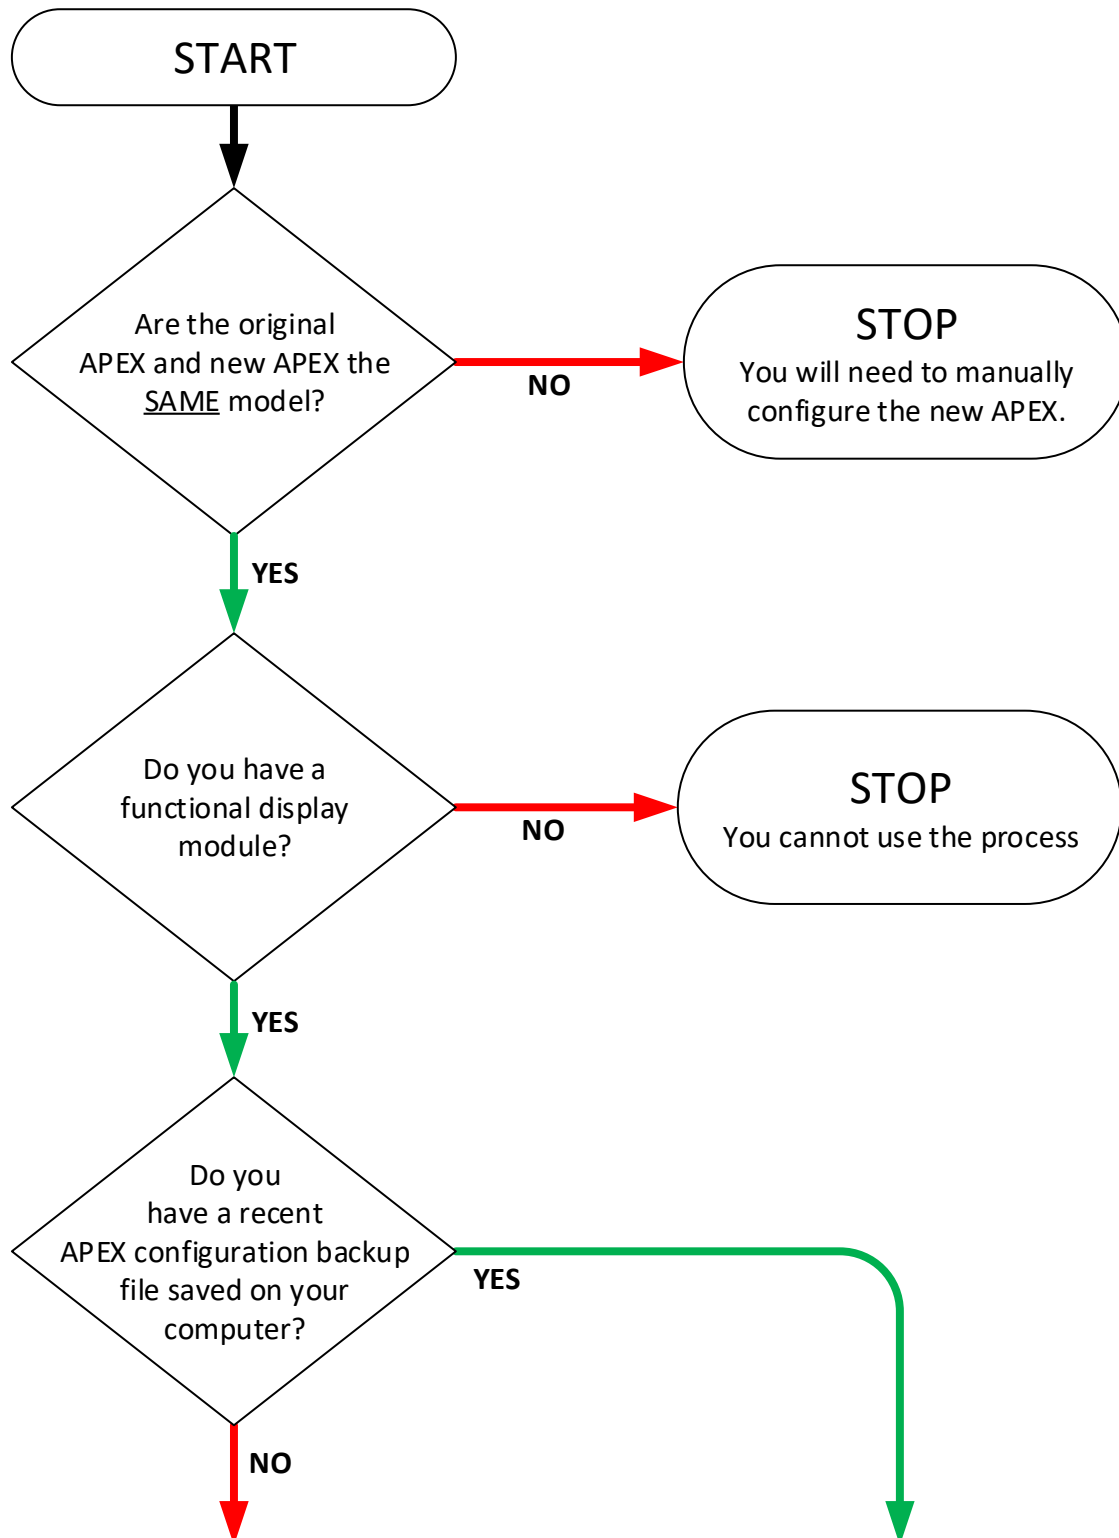 START
Are the original
APEX and new APEX the
SAME model?
NO
STOP
You will need to manually
configure the new APEX.
YES
Do you have a
functional display
module?
NO
STOP
You cannot use the process
YES
Do you
have a recent
APEX configuration backup
file saved on your
computer?
YES
NO